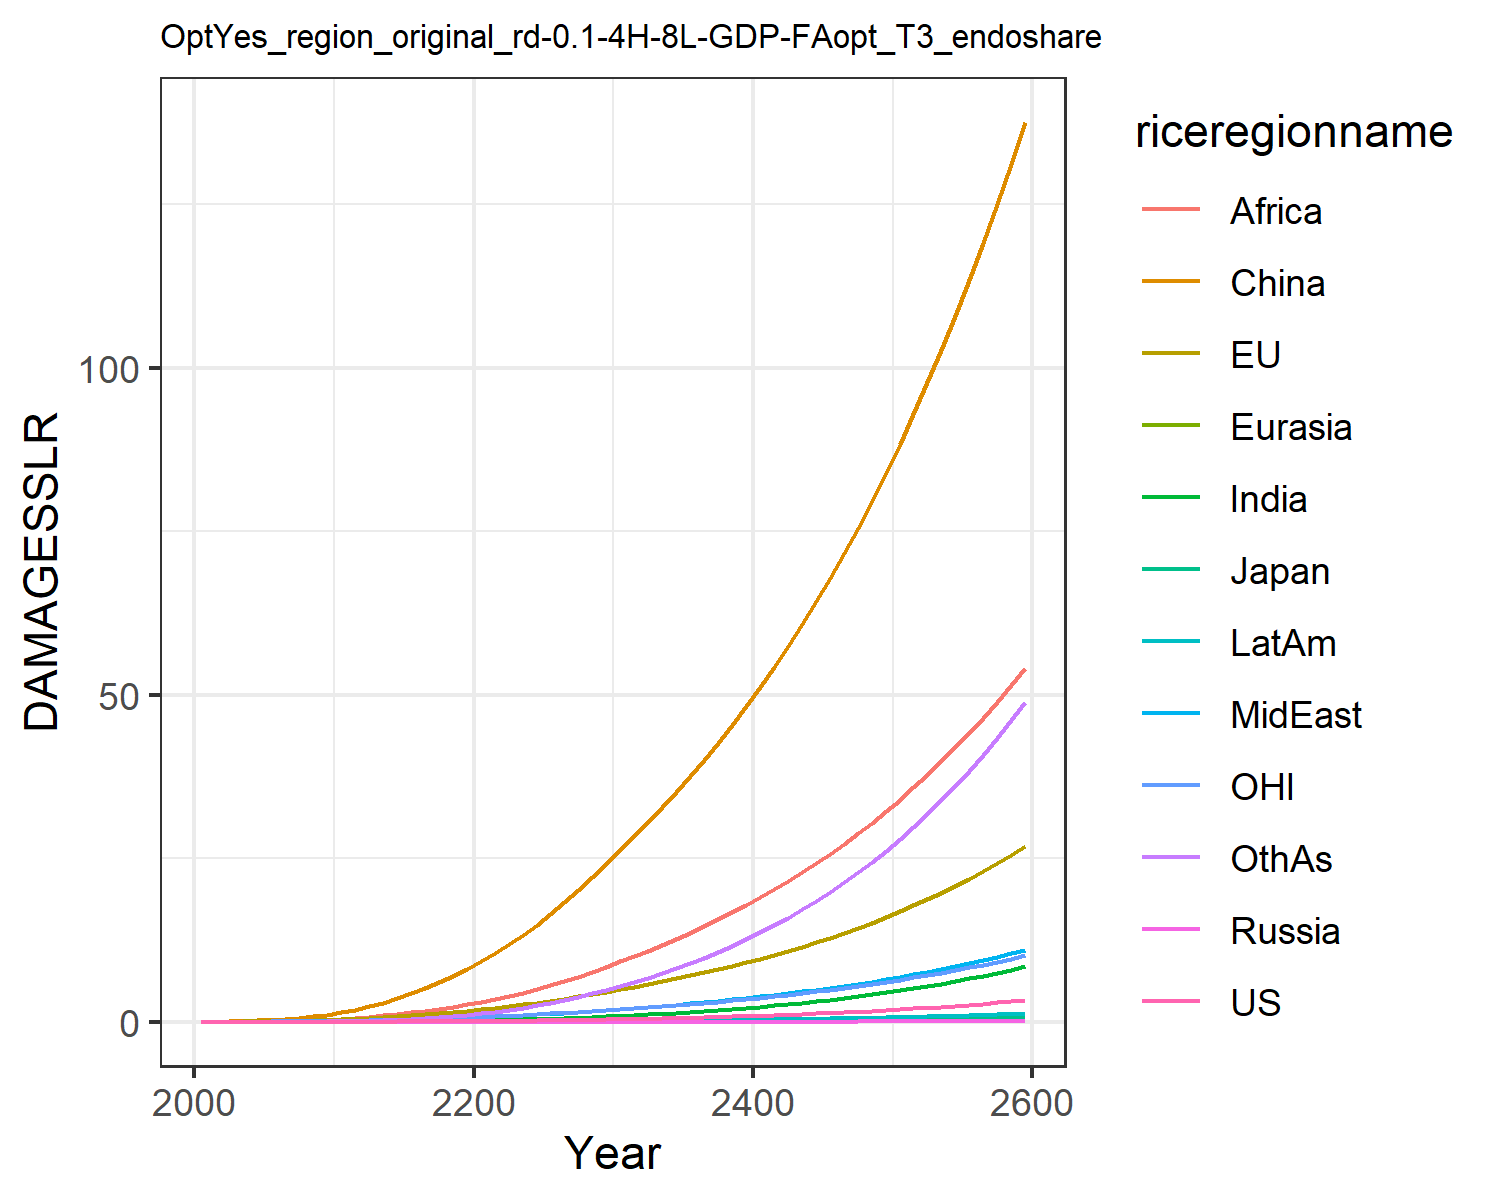 OptYes_region_original_rd-0.1-4H-8L-GDP-FAopt_T3_endoshare
DAMAGESSLR
100
50
0
2000 2200 2400 2600
Year
riceregionname
Africa
China
EU
Eurasia
India
Japan
LatAm
MidEast
OHI
OthAs
Russia
US